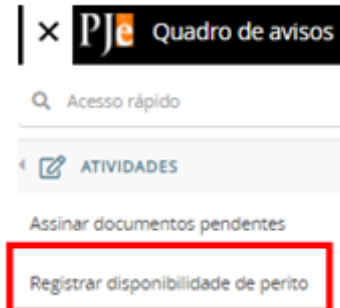 × PJe Quadro de avisos
Acesso rápido
ATIVIDADES
Assinar documentos pendentes
Registrar disponibilidade de perito